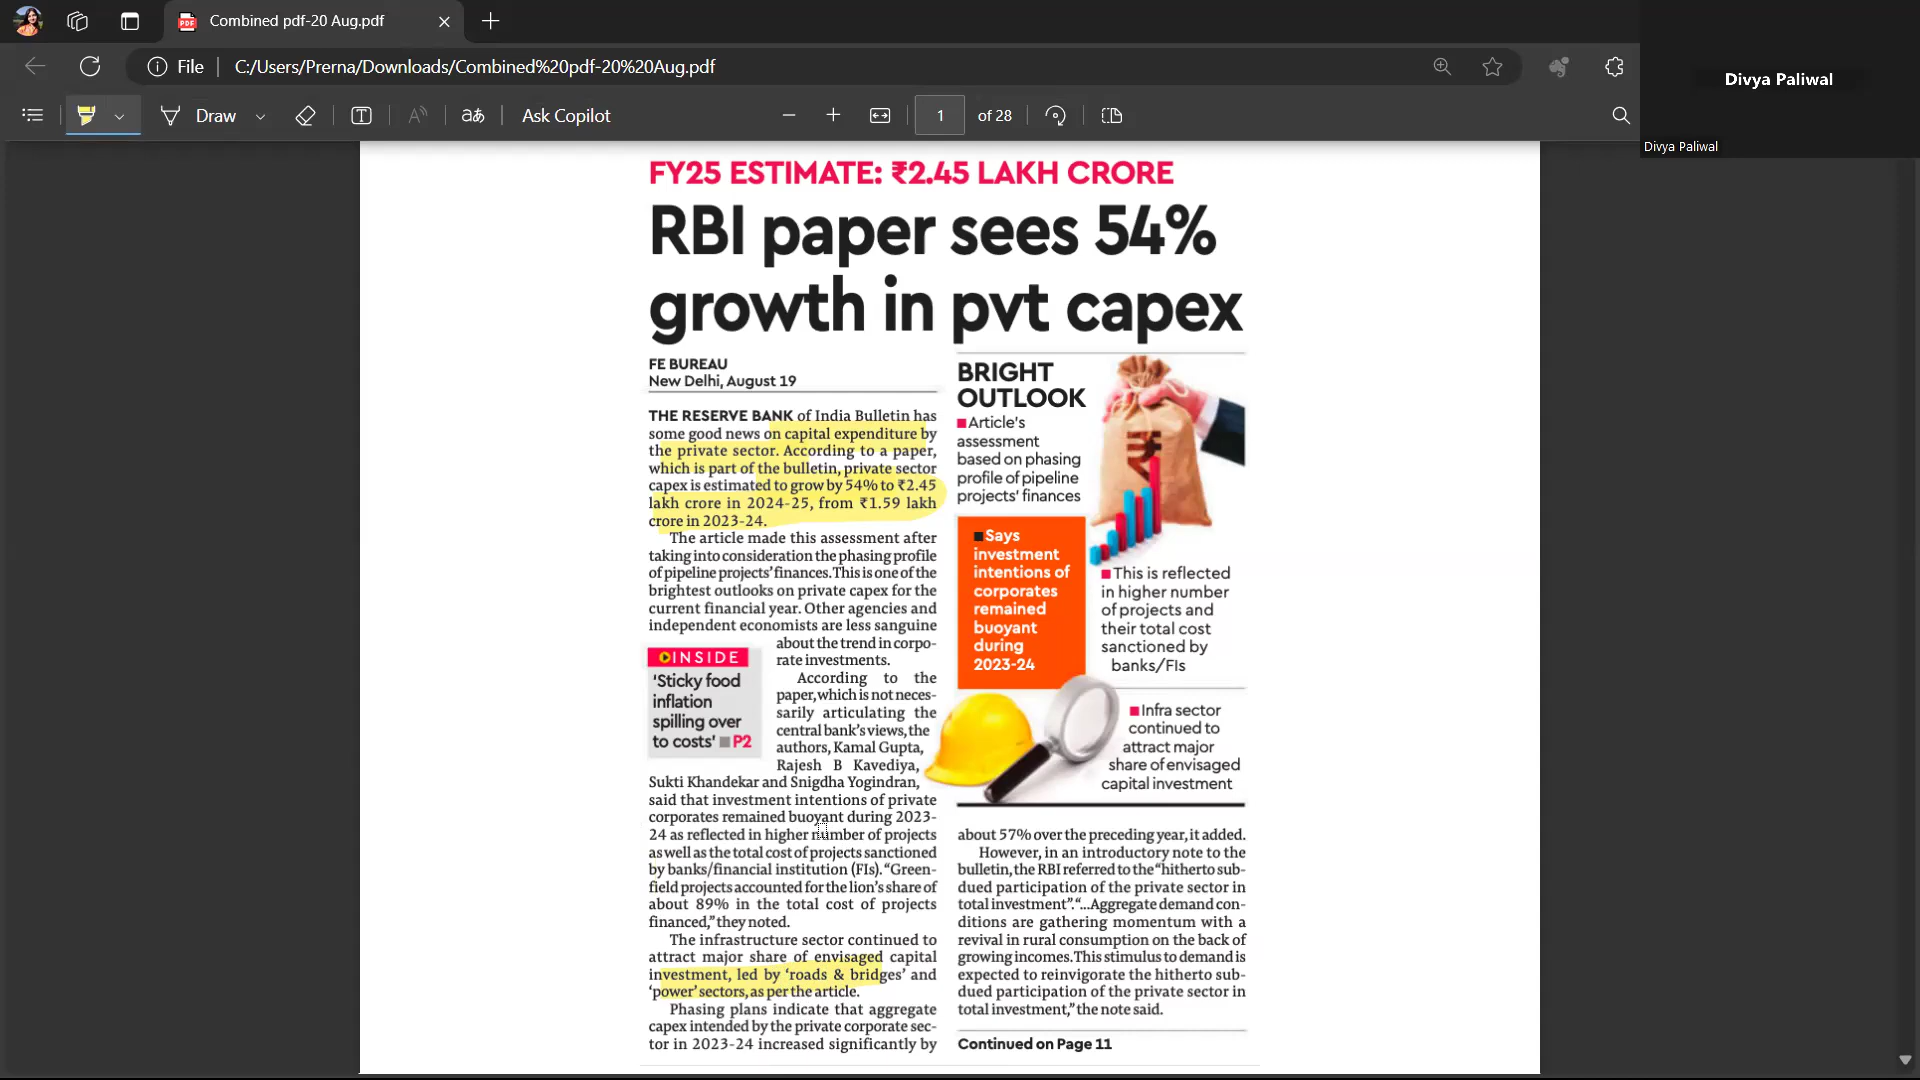 Combined pdf-20 Aug.pdf
File
C:/Users/Prerna/Downloads/Combined%20pdf-20%20Aug.pdf
Divya Paliwal
Divya Paliwal
Draw
aあ
Ask Copilot
1 of 28
FY25 ESTIMATE: ₹2.45 LAKH CRORE
RBI paper sees 54%
growth in pvt capex
FE BUREAU
New Delhi, August 19
THE RESERVE BANK of India Bulletin has
some good news on capital expenditure by
the private sector. According to a paper,
which is part of the bulletin, private sector
capex is estimated to grow by 54% to ₹2.45
lakh crore in 2024-25, from ₹1.59 lakh
crore in 2023-24.
The article made this assessment after
taking into consideration the phasing profile
of pipeline projects' finances. This is one of the
brightest outlooks on private capex for the
current financial year. Other agencies and
independent economists are less sanguine
about the trend in corpo-
rate investments.
According to the
paper, which is not neces-
sarily articulating the
central bank's views, the
authors, Kamal Gupta,
Rajesh B Kavediya,
Sukti Khandekar and Snigdha Yogindran,
said that investment intentions of private
corporates remained buoyant during 2023-
24 as reflected in higher number of projects
as well as the total cost of projects sanctioned
by banks/financial institution (FIs). "Green-
field projects accounted for the lion's share of
about 89% in the total cost of projects
financed," they noted.
The infrastructure sector continued to
attract major share of envisaged capital
investment, led by 'roads & bridges' and
'power' sectors, as per the article.
Phasing plans indicate that aggregate
capex intended by the private corporate sec-
tor in 2023-24 increased significantly by
INSIDE
'Sticky food
inflation
spilling over
to costs' ■ P2
BRIGHT
OUTLOOK
■ Article's
assessment
based on phasing
profile of pipeline
projects' finances
■ Says
investment
intentions of
corporates
remained
buoyant
during
2023-24
■ This is reflected
in higher number
of projects and
their total cost
sanctioned by
banks/FIs
■ Infra sector
continued to
attract major
share of envisaged
capital investment
about 57% over the preceding year, it added.
However, in an introductory note to the
bulletin, the RBI referred to the "hitherto sub-
dued participation of the private sector in
total investment". "...Aggregate demand con-
ditions are gathering momentum with a
revival in rural consumption on the back of
growing incomes. This stimulus to demand is
expected to reinvigorate the hitherto sub-
dued participation of the private sector in
total investment," the note said.
Continued on Page 11